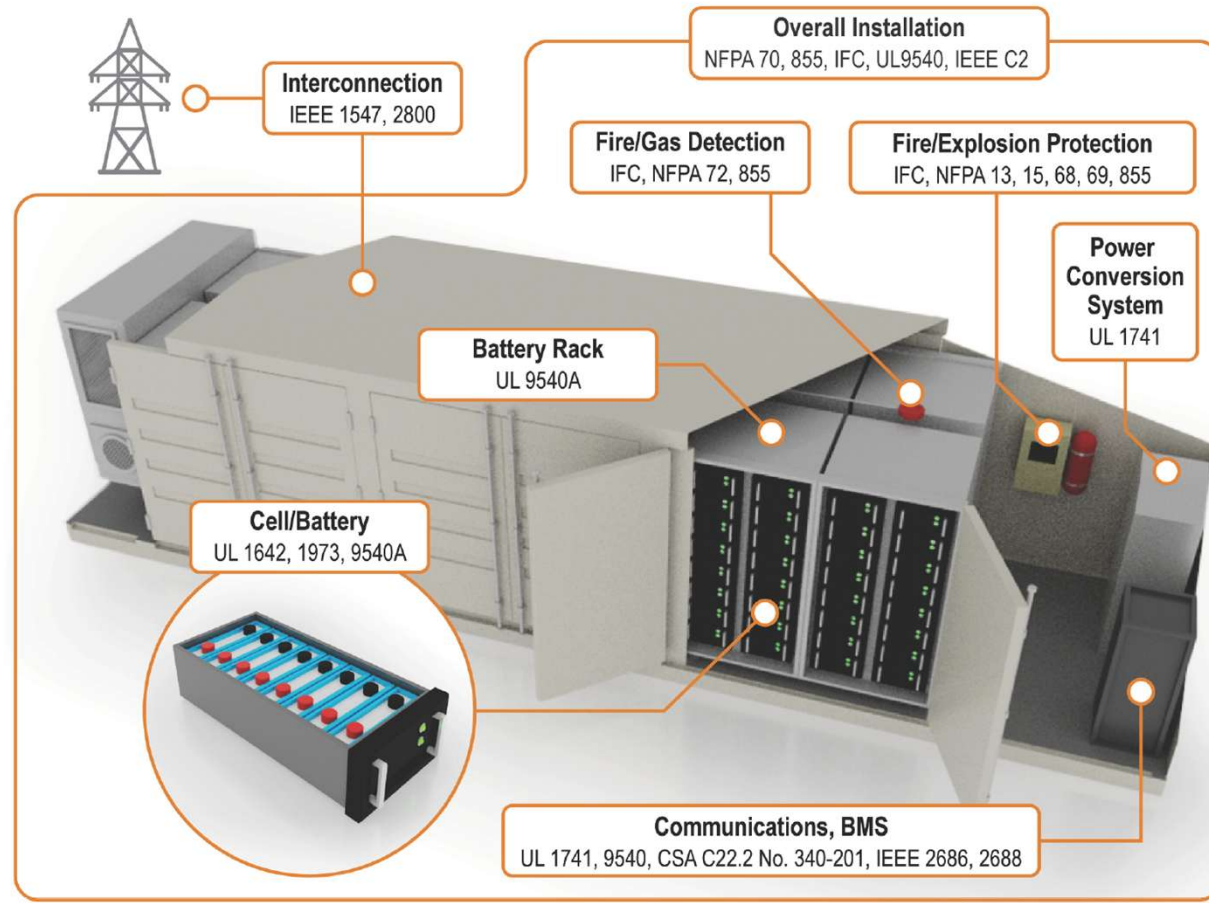 Overall Installation
NFPA 70, 855, IFC, UL9540, IEEE C2
Interconnection
IEEE 1547, 2800
Fire/Gas Detection
IFC, NFPA 72, 855
Fire/Explosion Protection
IFC, NFPA 13, 15, 68, 69, 855
Power
Conversion
System
UL 1741
Battery Rack
UL 9540A
Cell/Battery
UL 1642, 1973, 9540A
Communications, BMS
UL 1741, 9540, CSA C22.2 No. 340-201, IEEE 2686, 2688